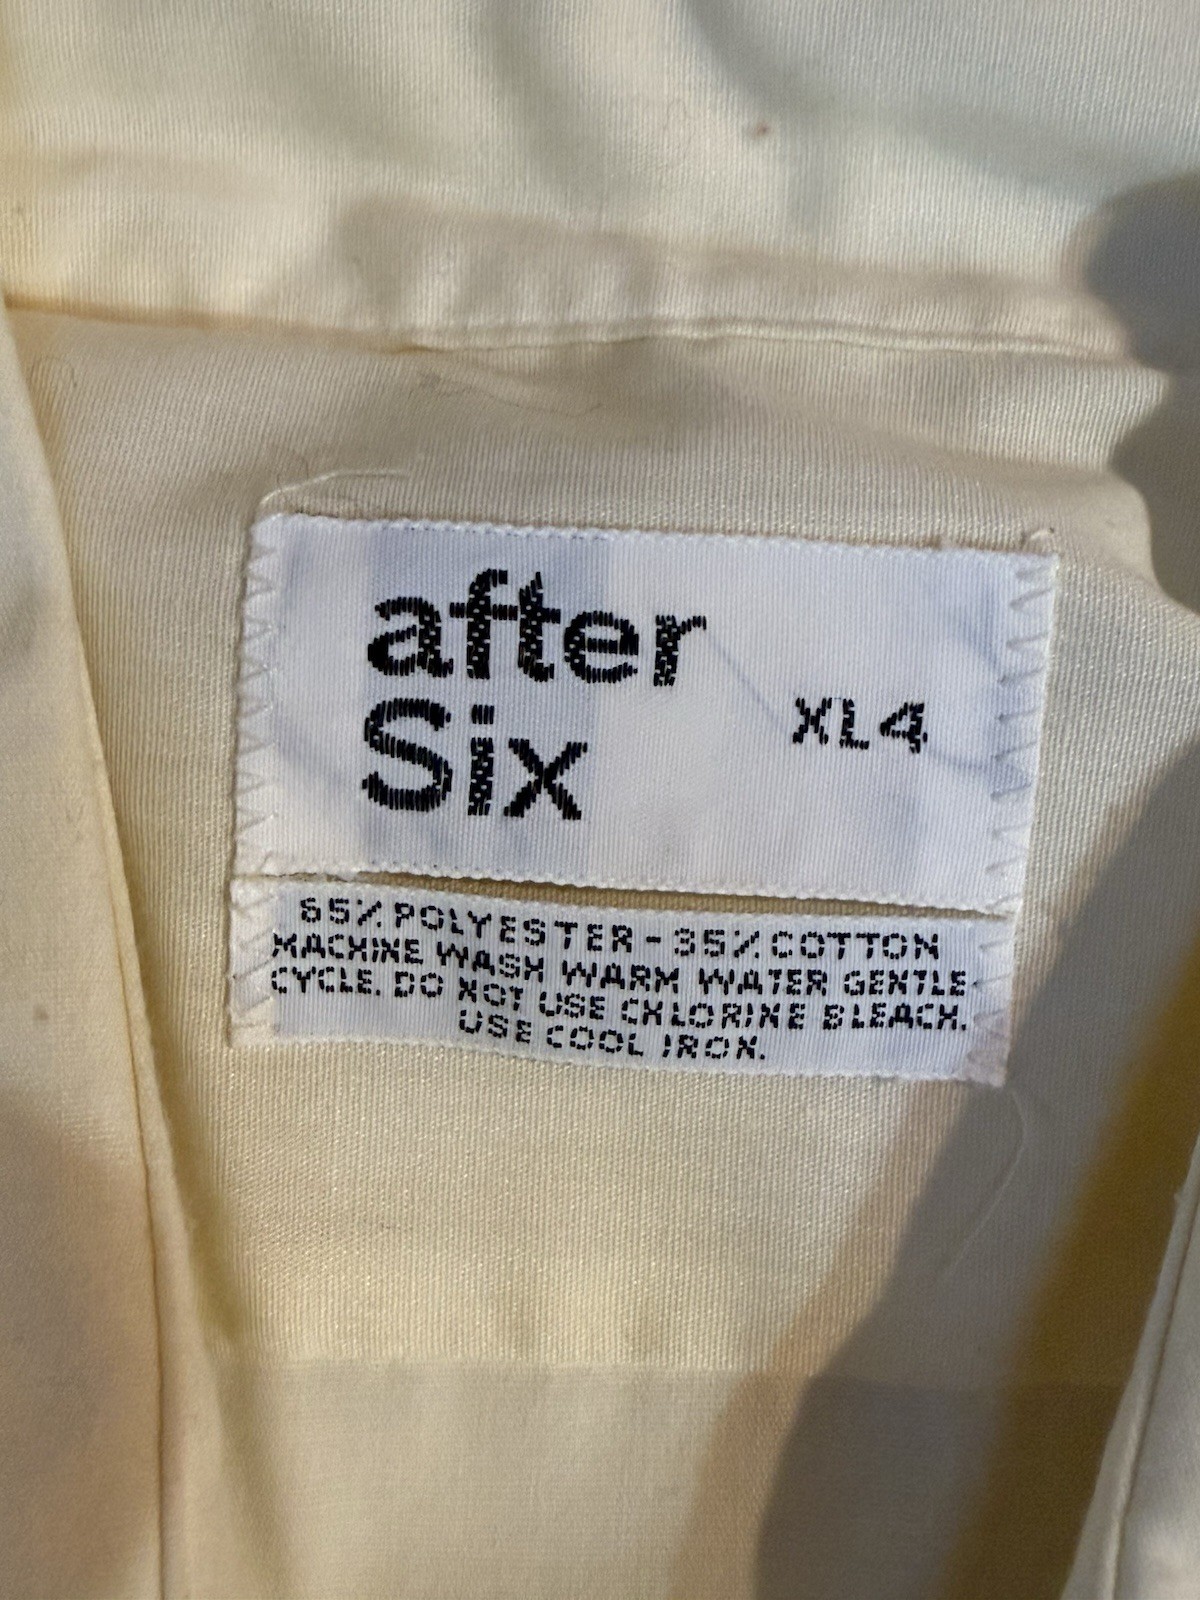 after
Six
XL4
65% POLYESTER - 35% COTTON
MACHINE WASH WARM WATER GENTLE
CYCLE. DO NOT USE CHLORINE BLEACH.
USE COOL IRON.